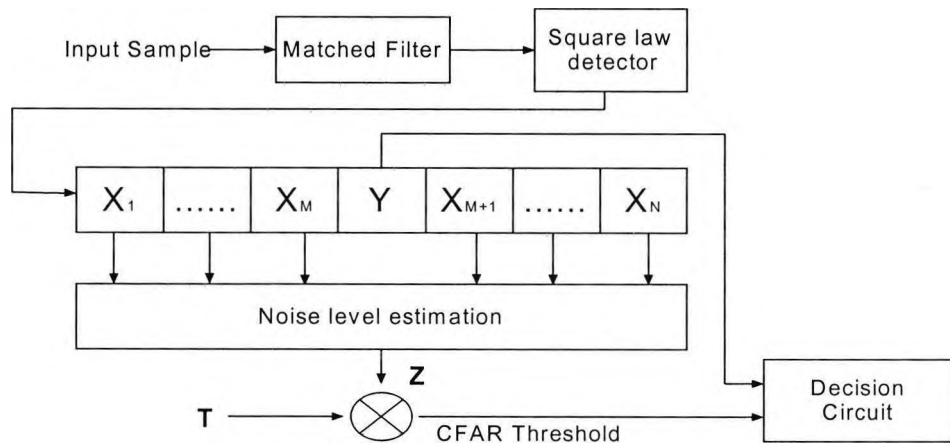 Input Sample
Matched Filter
Square law
detector
X1
......
XM
Y
XM+1
......
XN
Noise level estimation
Z
T
CFAR Threshold
Decision
Circuit